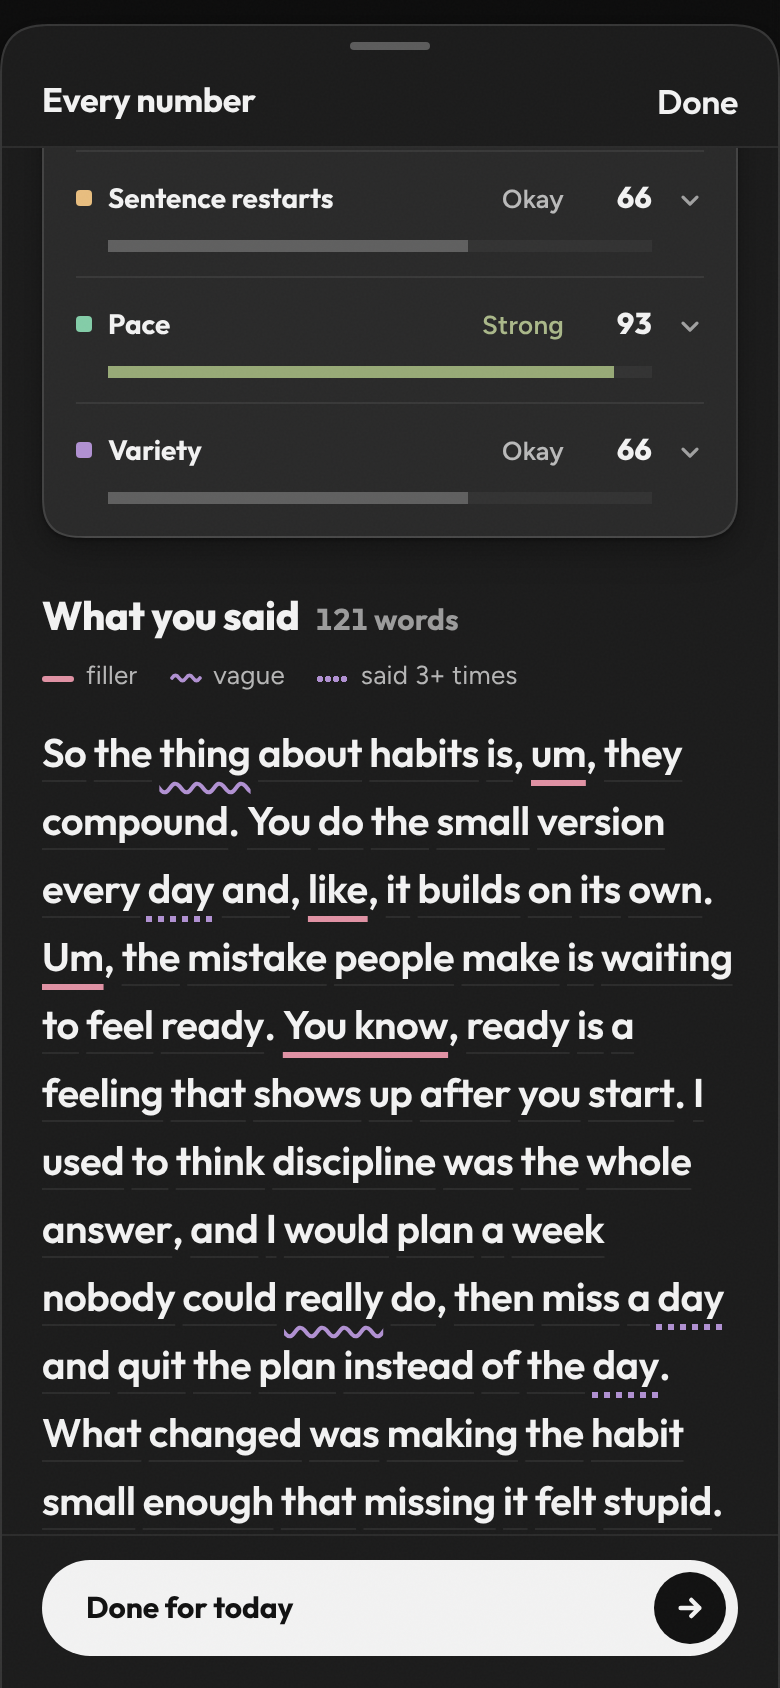 Every number
Done
Sentence restarts Okay 66
Pace Strong 93
Variety Okay 66
What you said 121 words
filler vague said 3+ times
So the thing about habits is, um, they
compound. You do the small version
every day and, like, it builds on its own.
Um, the mistake people make is waiting
to feel ready. You know, ready is a
feeling that shows up after you start. I
used to think discipline was the whole
answer, and I would plan a week
nobody could really do, then miss a day
and quit the plan instead of the day.
What changed was making the habit
small enough that missing it felt stupid.
Done for today